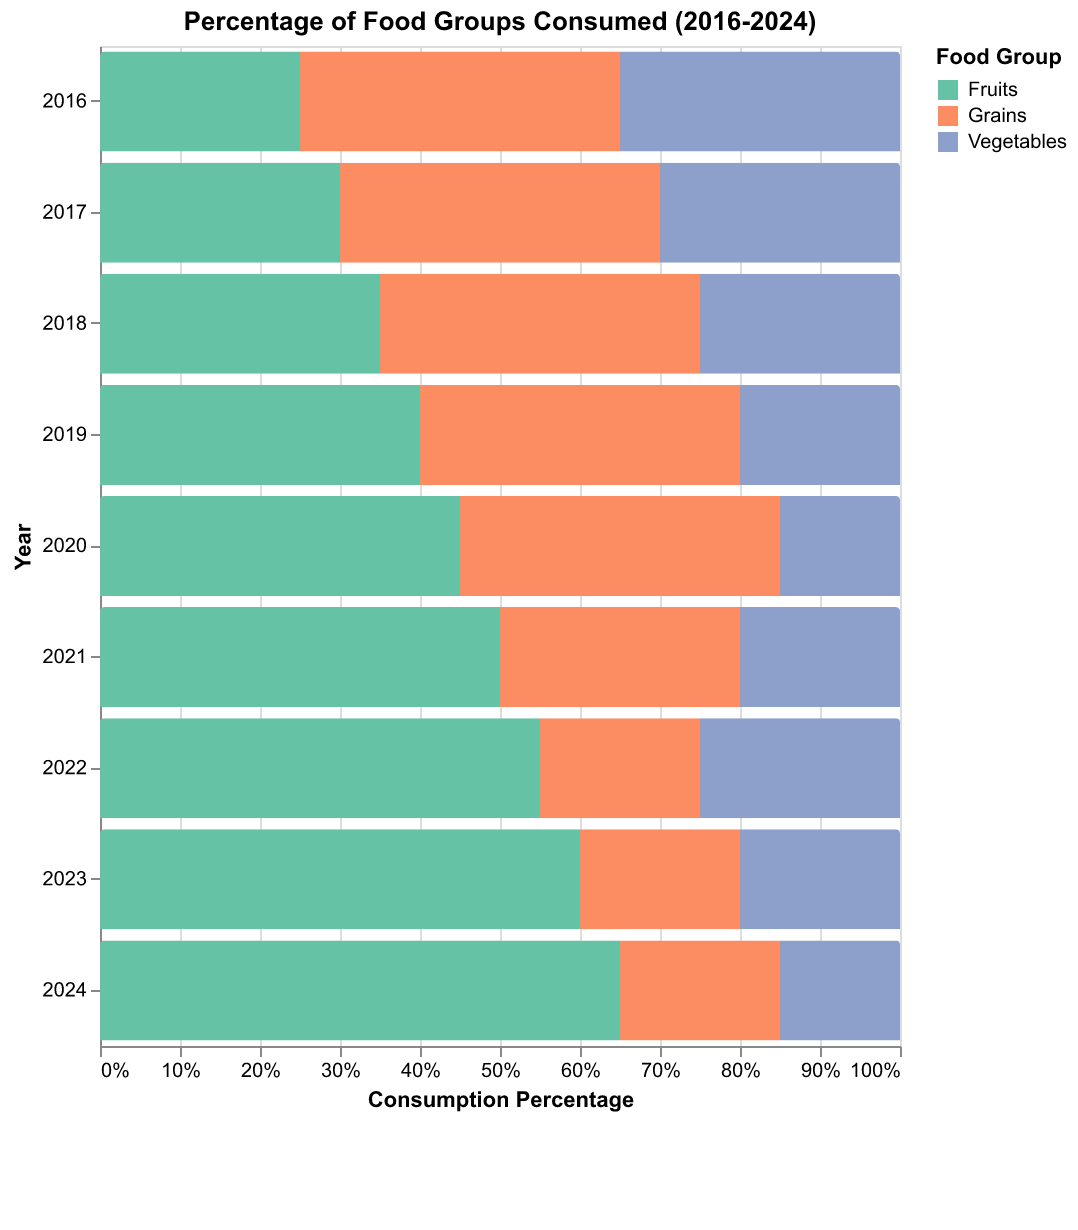 Percentage of Food Groups Consumed (2016-2024)
Food Group
Fruits
Grains
Vegetables
Year
2016
2017
2018
2019
2020
2021
2022
2023
2024
0% 10% 20% 30% 40% 50% 60% 70% 80% 90% 100%
Consumption Percentage